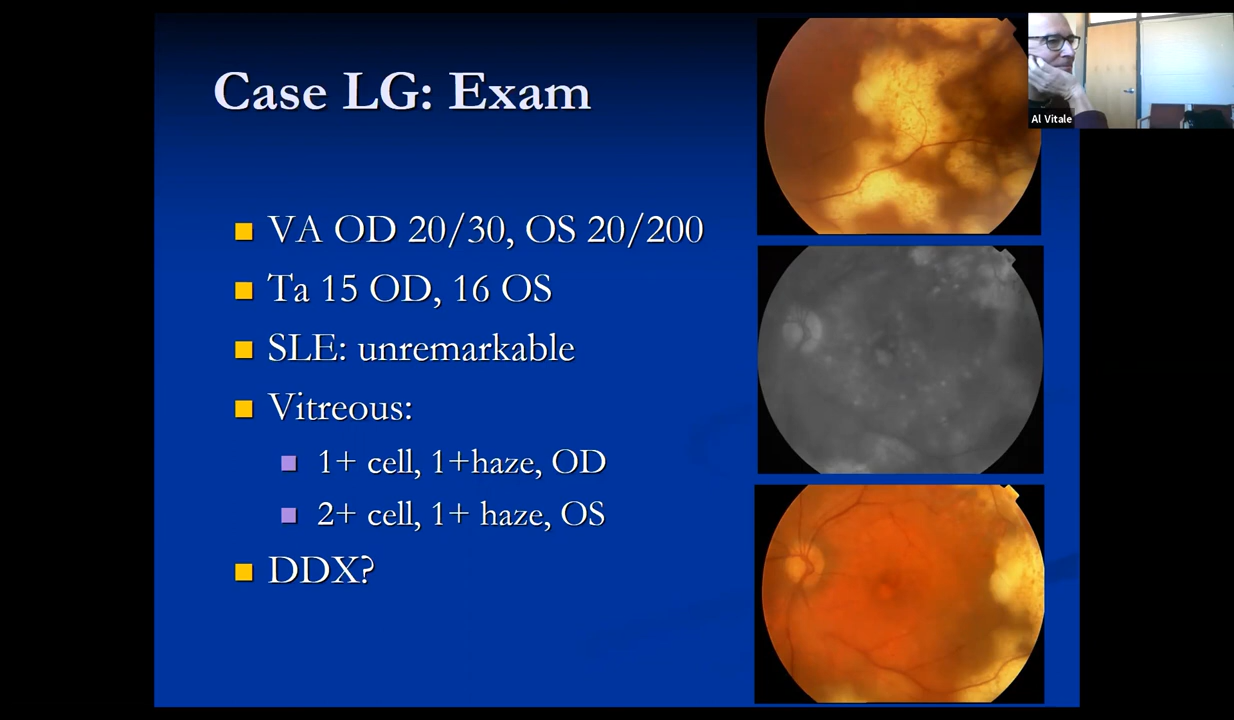 Case LG: Exam
VA OD 20/30, OS 20/200
Ta 15 OD, 16 OS
SLE: unremarkable
Vitreous:
1+ cell, 1+haze, OD
2+ cell, 1+ haze, OS
DDX?
Al Vitale